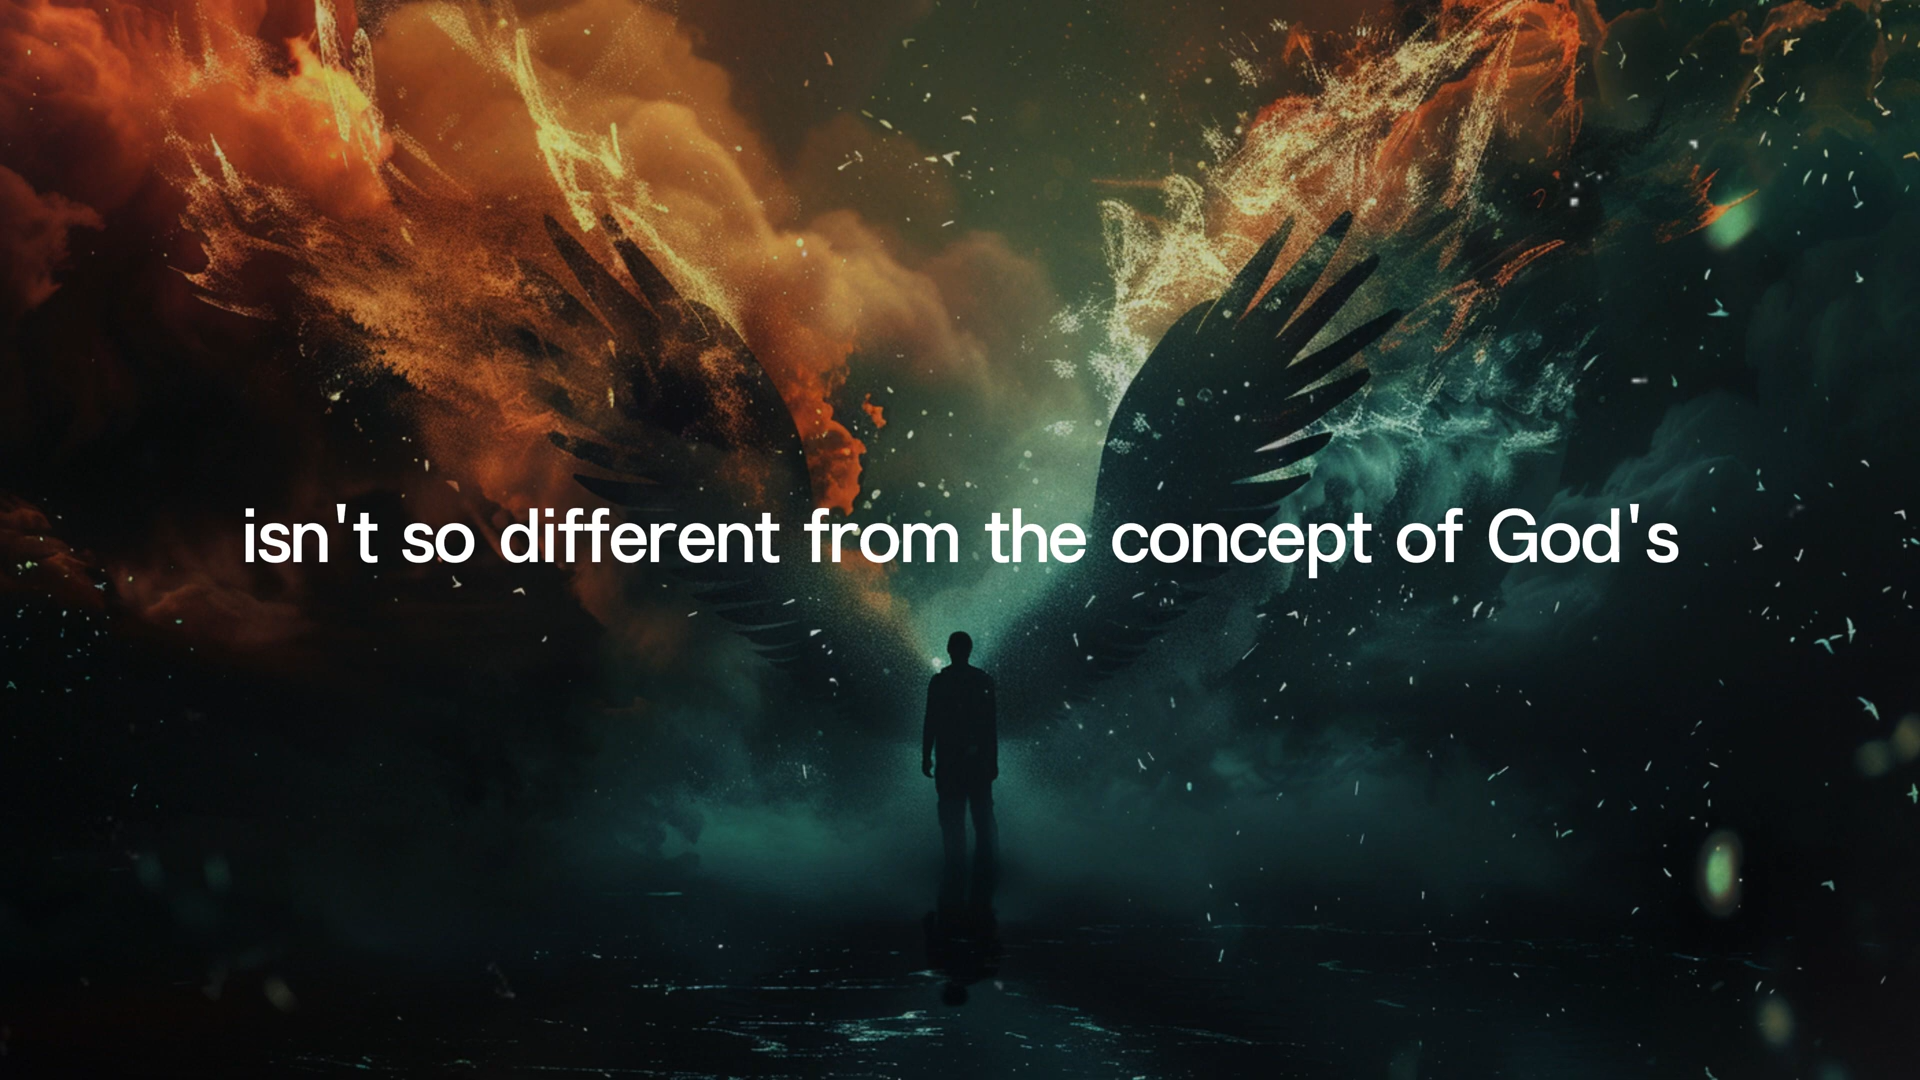 isn't so different from the concept of God's